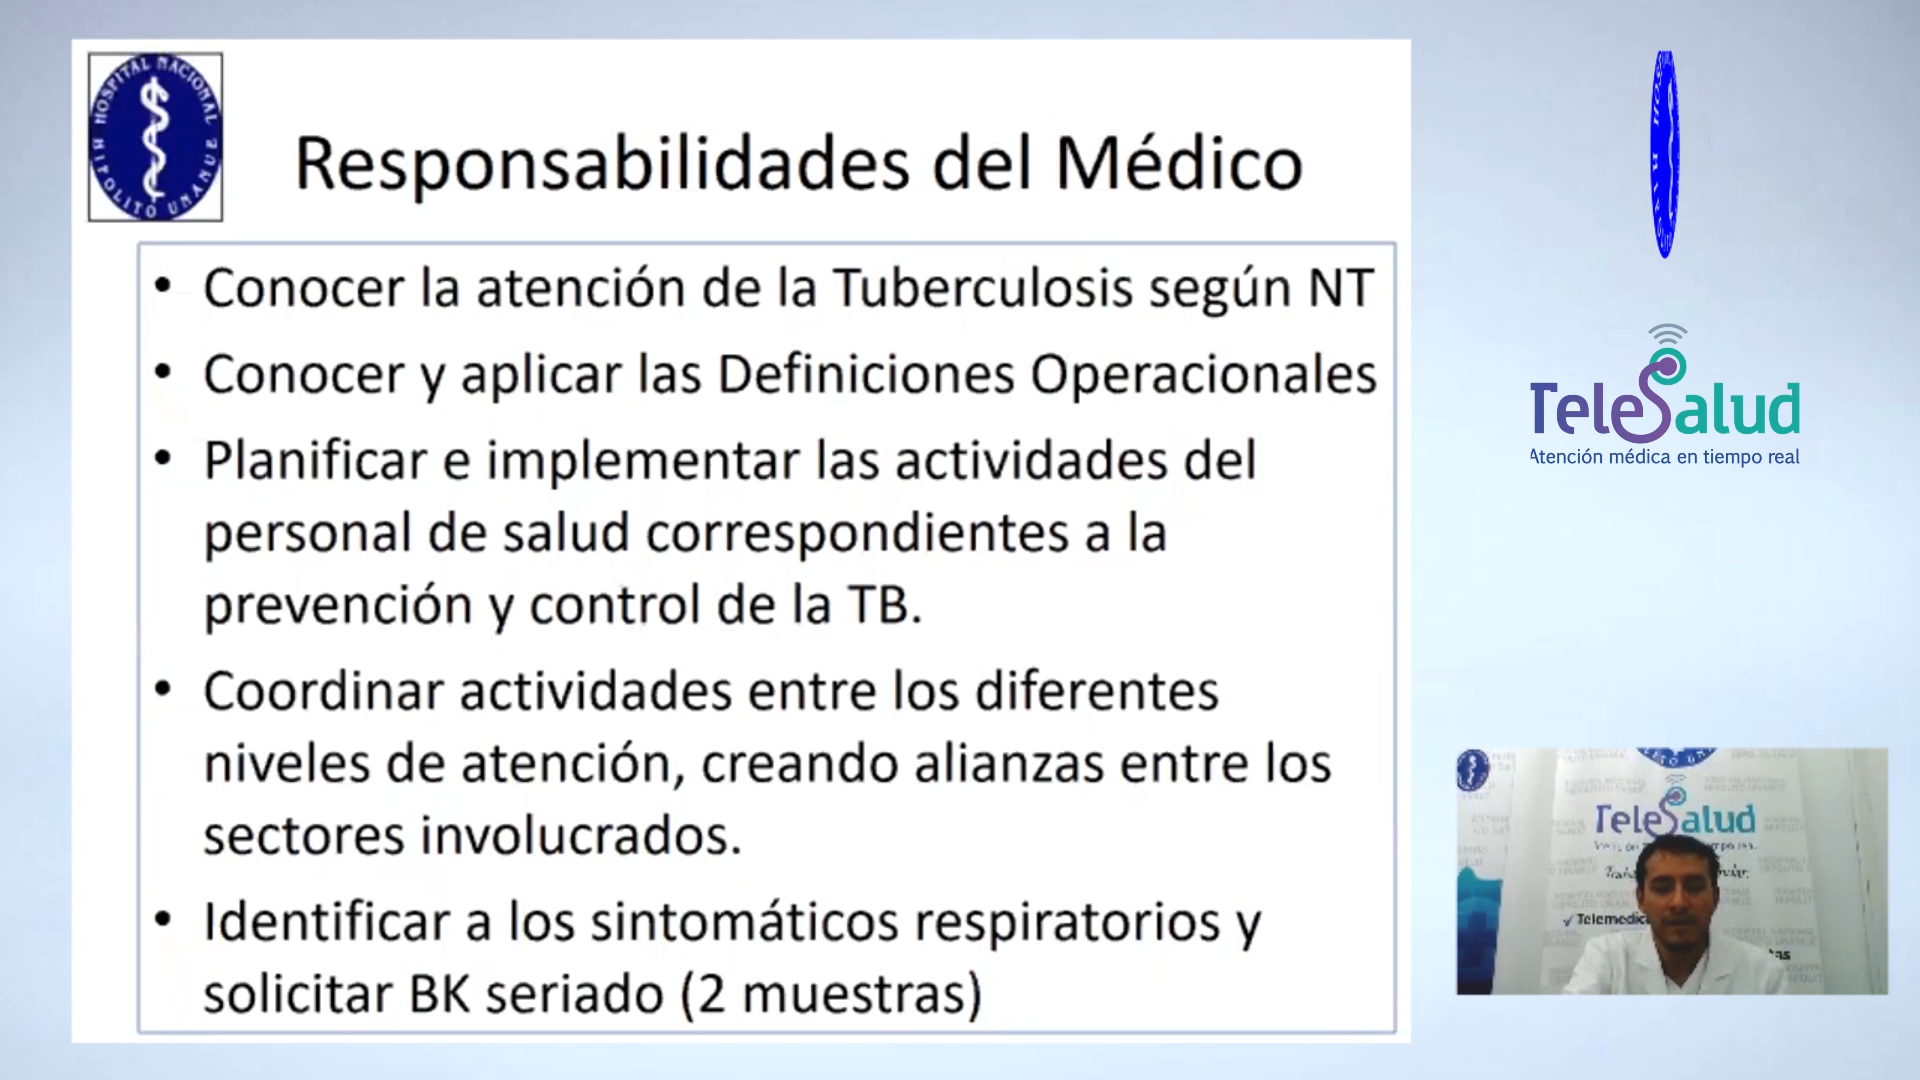 HOSPITAL NACIONAL
HIPOLITO UNANUE
Responsabilidades del Médico
• Conocer la atención de la Tuberculosis según NT
• Conocer y aplicar las Definiciones Operacionales
• Planificar e implementar las actividades del
personal de salud correspondientes a la
prevención y control de la TB.
• Coordinar actividades entre los diferentes
niveles de atención, creando alianzas entre los
sectores involucrados.
• Identificar a los sintomáticos respiratorios y
solicitar BK seriado (2 muestras)
TeleSalud
Atención médica en tiempo real
TeleSalud